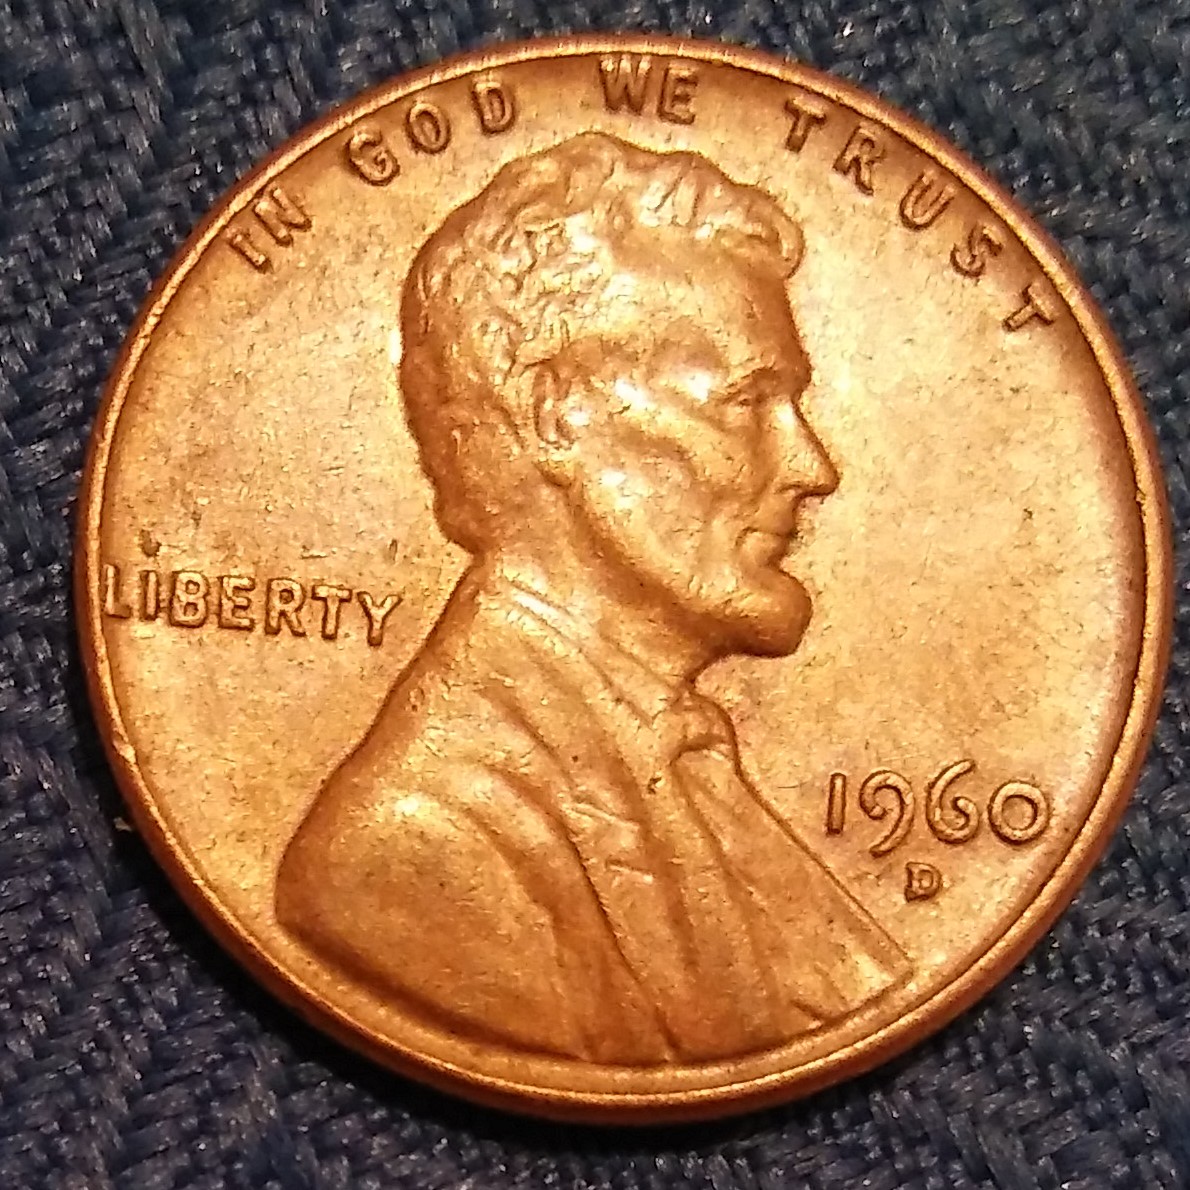 IN GOD WE TRUST
LIBERTY
1960
D